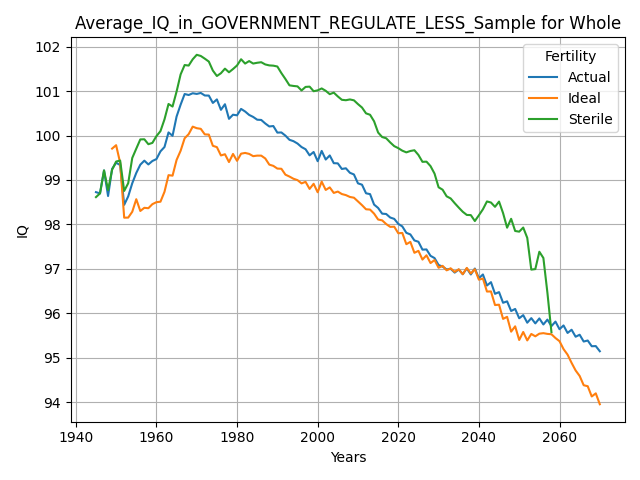 Average_IQ_in_GOVERNMENT_REGULATE_LESS_Sample for Whole
Fertility
Actual
Ideal
Sterile
IQ
102
101
100
99
98
97
96
95
94
1940
1960
1980
2000
2020
2040
2060
Years